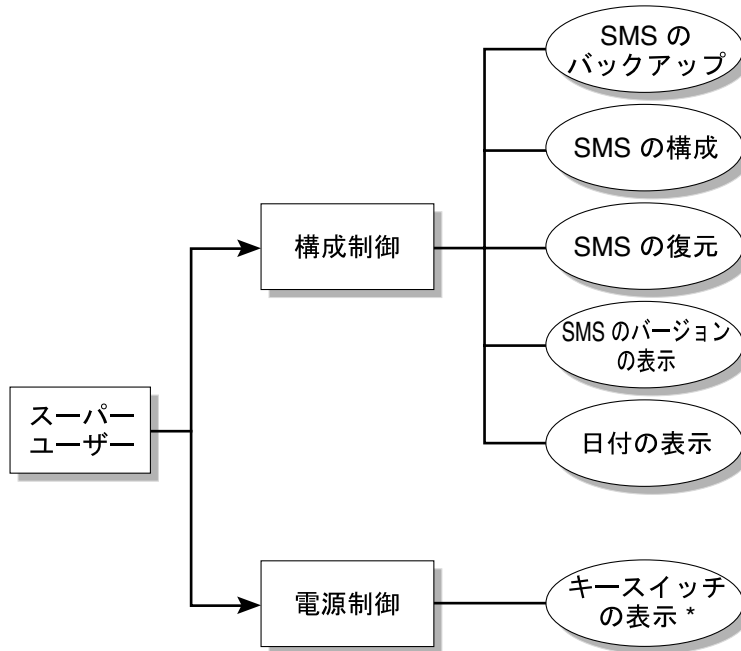 SMS の
バックアップ
SMS の構成
構成制御
SMS の復元
SMS のバージョン
の表示
スーパー
ユーザー
日付の表示
電源制御
キースイッチ
の表示 *